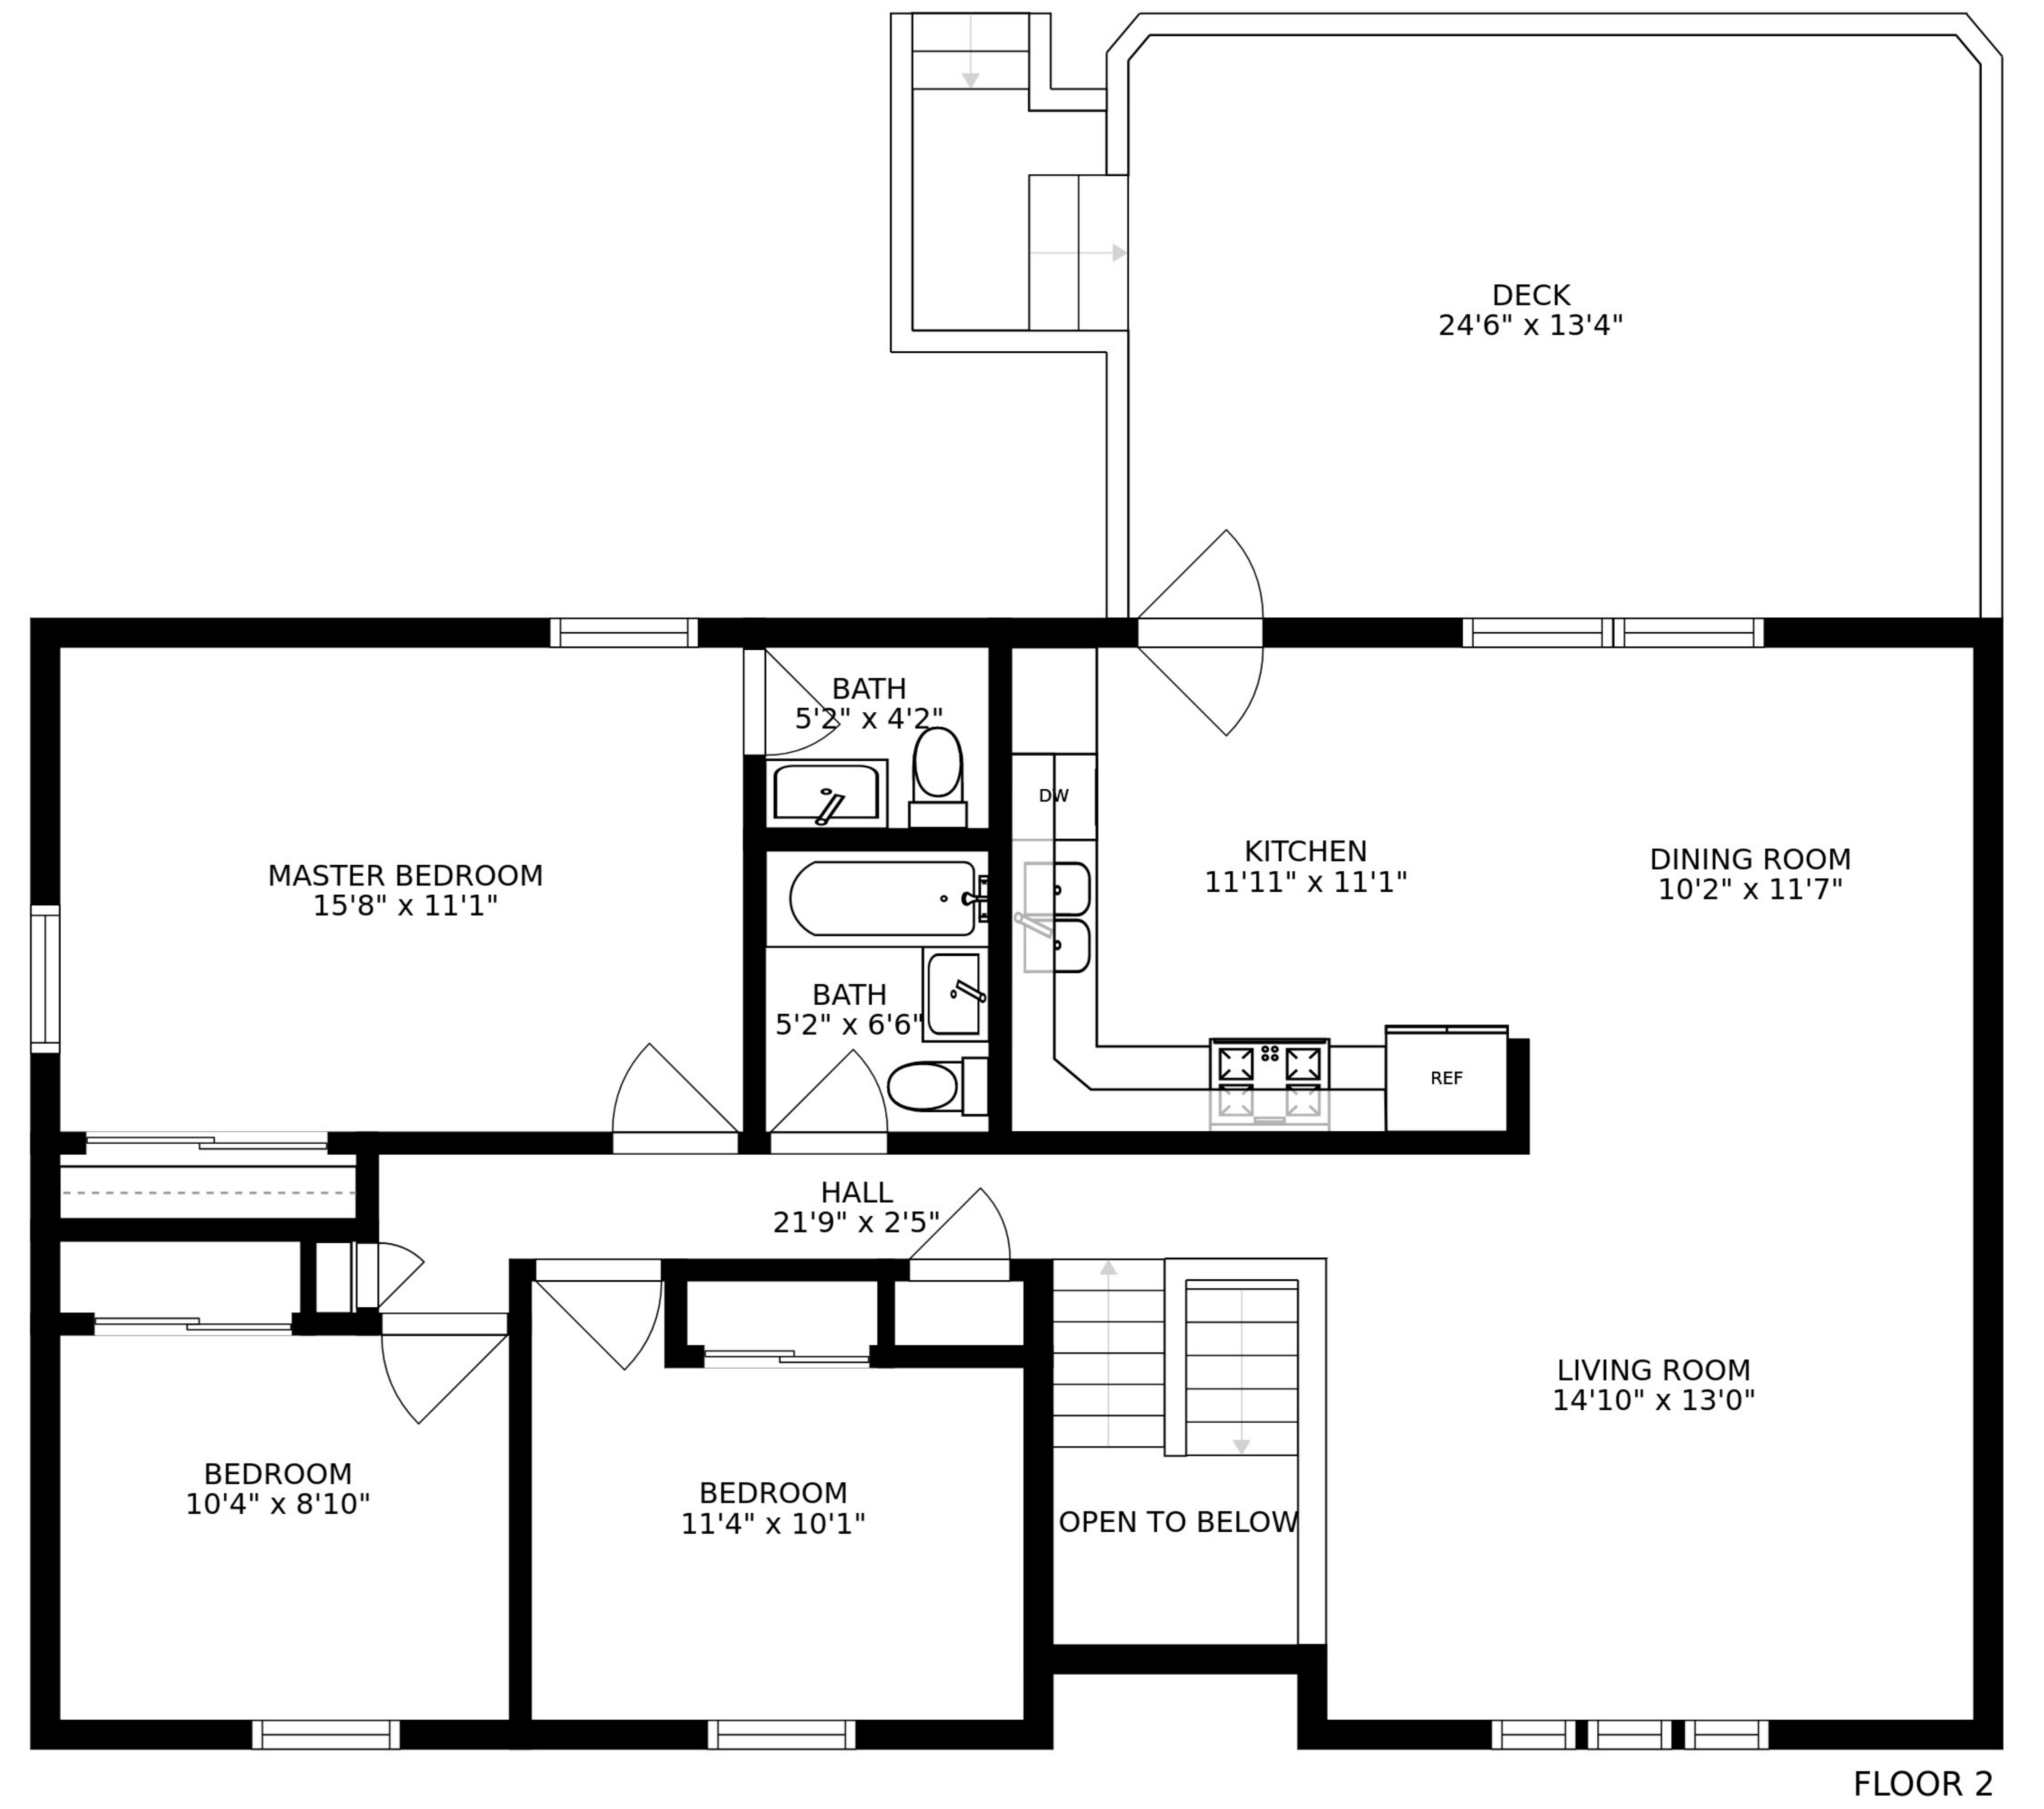 DECK
24'6" x 13'4"
BATH
5'2" x 4'2"
DW
KITCHEN
11'11" x 11'1"
DINING ROOM
10'2" x 11'7"
MASTER BEDROOM
15'8" x 11'1"
BATH
5'2" x 6'6"
REF
HALL
21'9" x 2'5"
LIVING ROOM
14'10" x 13'0"
BEDROOM
10'4" x 8'10"
BEDROOM
11'4" x 10'1"
OPEN TO BELOW
FLOOR 2